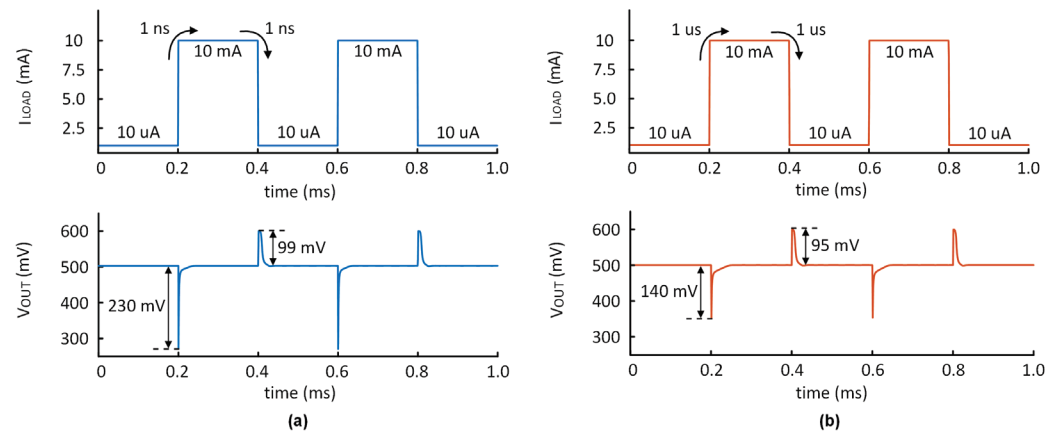 1 ns 1 ns
10 mA 10 mA
10 uA 10 uA 10 uA
I LOAD (mA)
10
7.5
5.0
2.5
0 0.2 0.4 0.6 0.8 1.0
time (ms)
99 mV
230 mV
VOUT (mV)
600
500
400
300
0 0.2 0.4 0.6 0.8 1.0
time (ms)
(a)
1 us 1 us
10 mA 10 mA
10 uA 10 uA 10 uA
I LOAD (mA)
10
7.5
5.0
2.5
0 0.2 0.4 0.6 0.8 1.0
time (ms)
95 mV
140 mV
VOUT (mV)
600
500
400
300
0 0.2 0.4 0.6 0.8 1.0
time (ms)
(b)